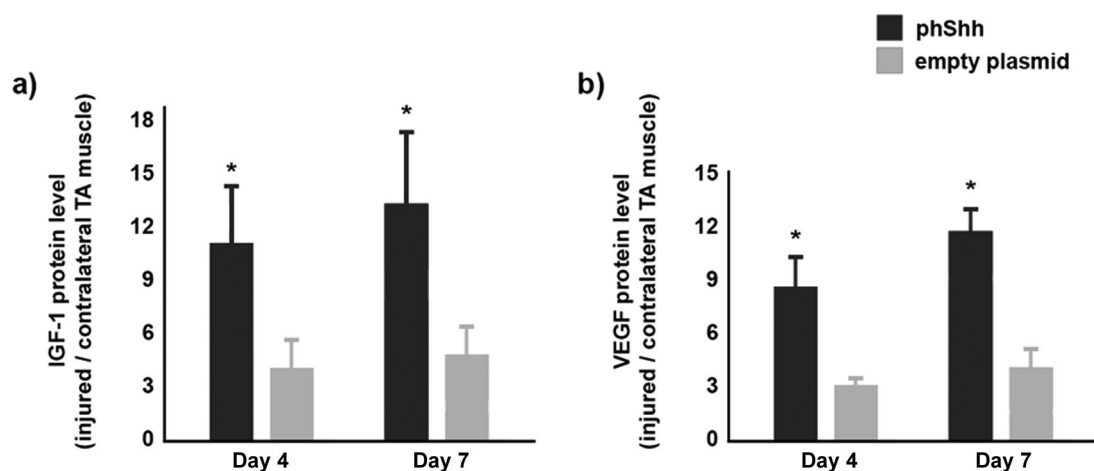 phShh
empty plasmid
a)
IGF-1 protein level
(injured / contralateral TA muscle)
18
15
12
9
6
3
0
*
*
Day 4
Day 7
b)
VEGF protein level
(injured / contralateral TA muscle)
15
12
9
6
3
0
*
*
Day 4
Day 7